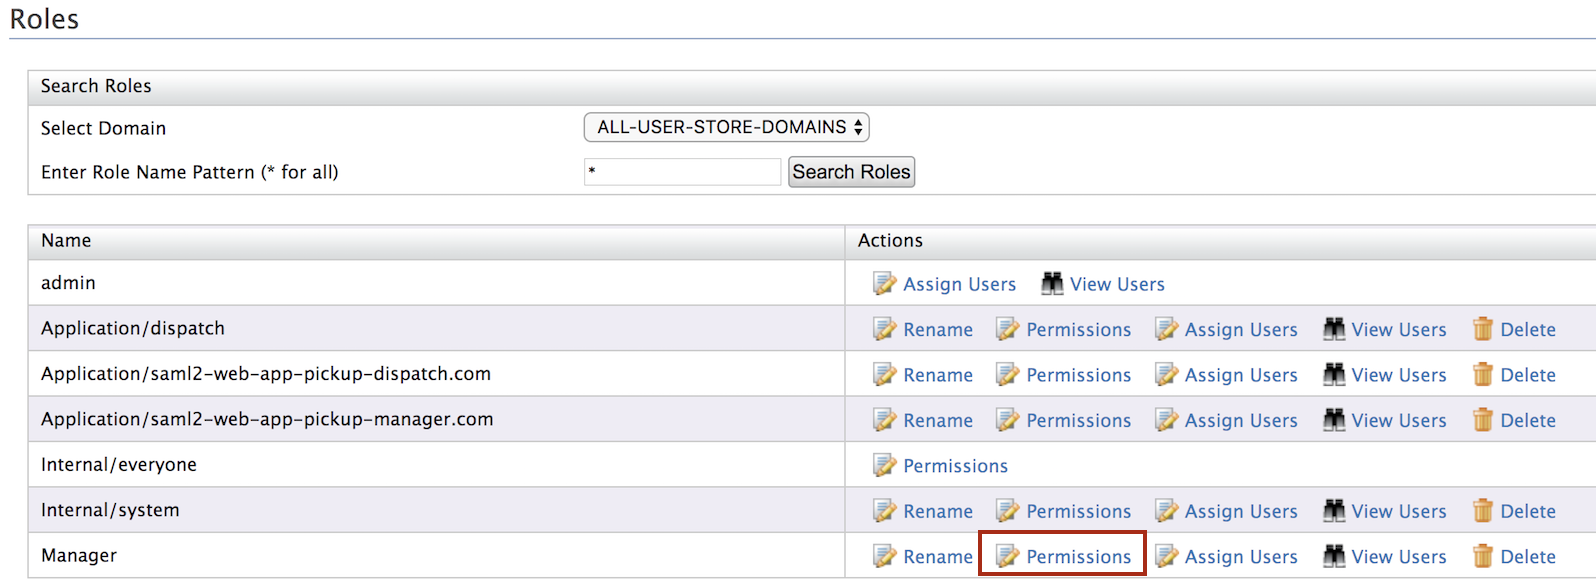 Roles
Search Roles
Select Domain ALL-USER-STORE-DOMAINS
Enter Role Name Pattern (* for all) * Search Roles
Name Actions
admin Assign Users View Users
Application/dispatch Rename Permissions Assign Users View Users Delete
Application/saml2-web-app-pickup-dispatch.com Rename Permissions Assign Users View Users Delete
Application/saml2-web-app-pickup-manager.com Rename Permissions Assign Users View Users Delete
Internal/everyone Permissions
Internal/system Rename Permissions Assign Users View Users Delete
Manager Rename Permissions Assign Users View Users Delete